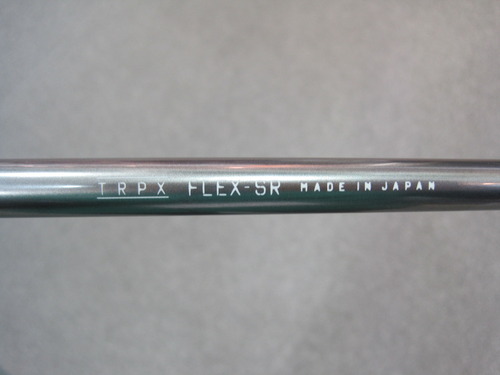 TRPX FLEX-SR MADE IN JAPAN